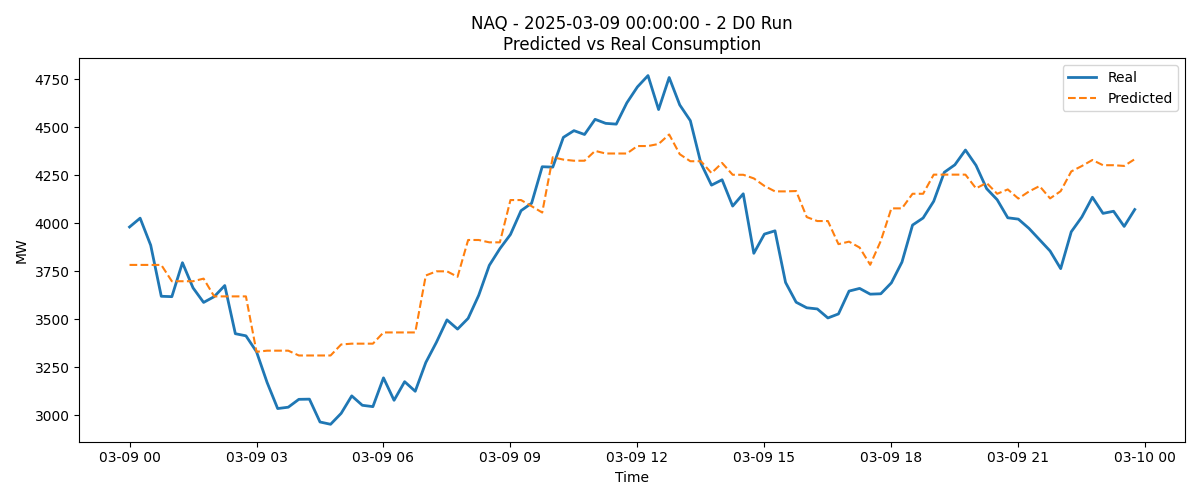 NAQ - 2025-03-09 00:00:00 - 2 D0 Run
Predicted vs Real Consumption
Real
Predicted
MW
4750
4500
4250
4000
3750
3500
3250
3000
03-09 00 03-09 03 03-09 06 03-09 09 03-09 12 03-09 15 03-09 18 03-09 21 03-10 00
Time